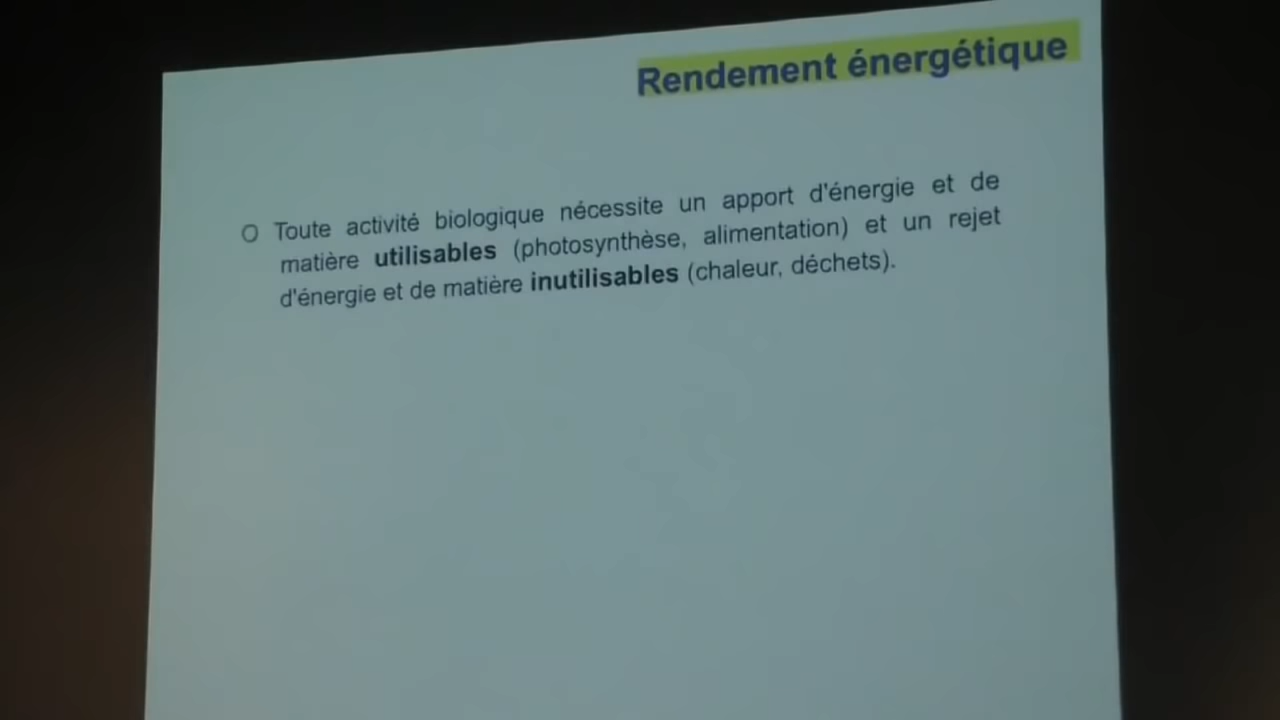 Rendement énergétique
O Toute activité biologique nécessite un apport d'énergie et de
matière utilisables (photosynthèse, alimentation) et un rejet
d'énergie et de matière inutilisables (chaleur, déchets).